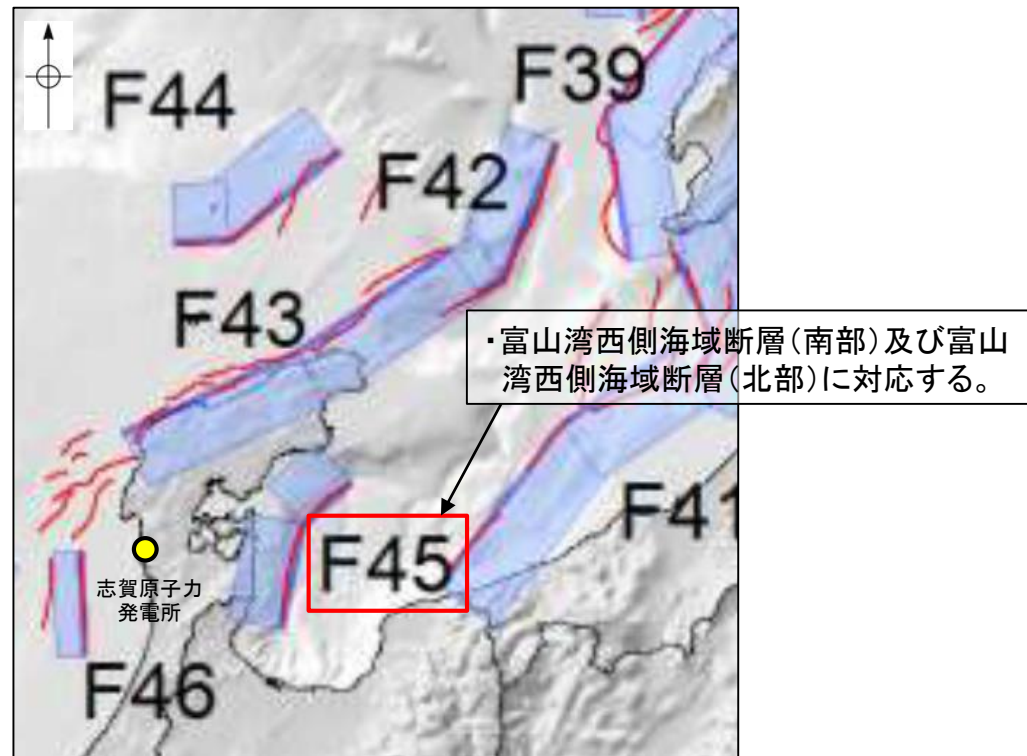 F39
F44
F42
F43
・富山湾西側海域断層(南部)及び富山
湾西側海域断層(北部)に対応する。
F41
F45
志賀原子力
発電所
F46